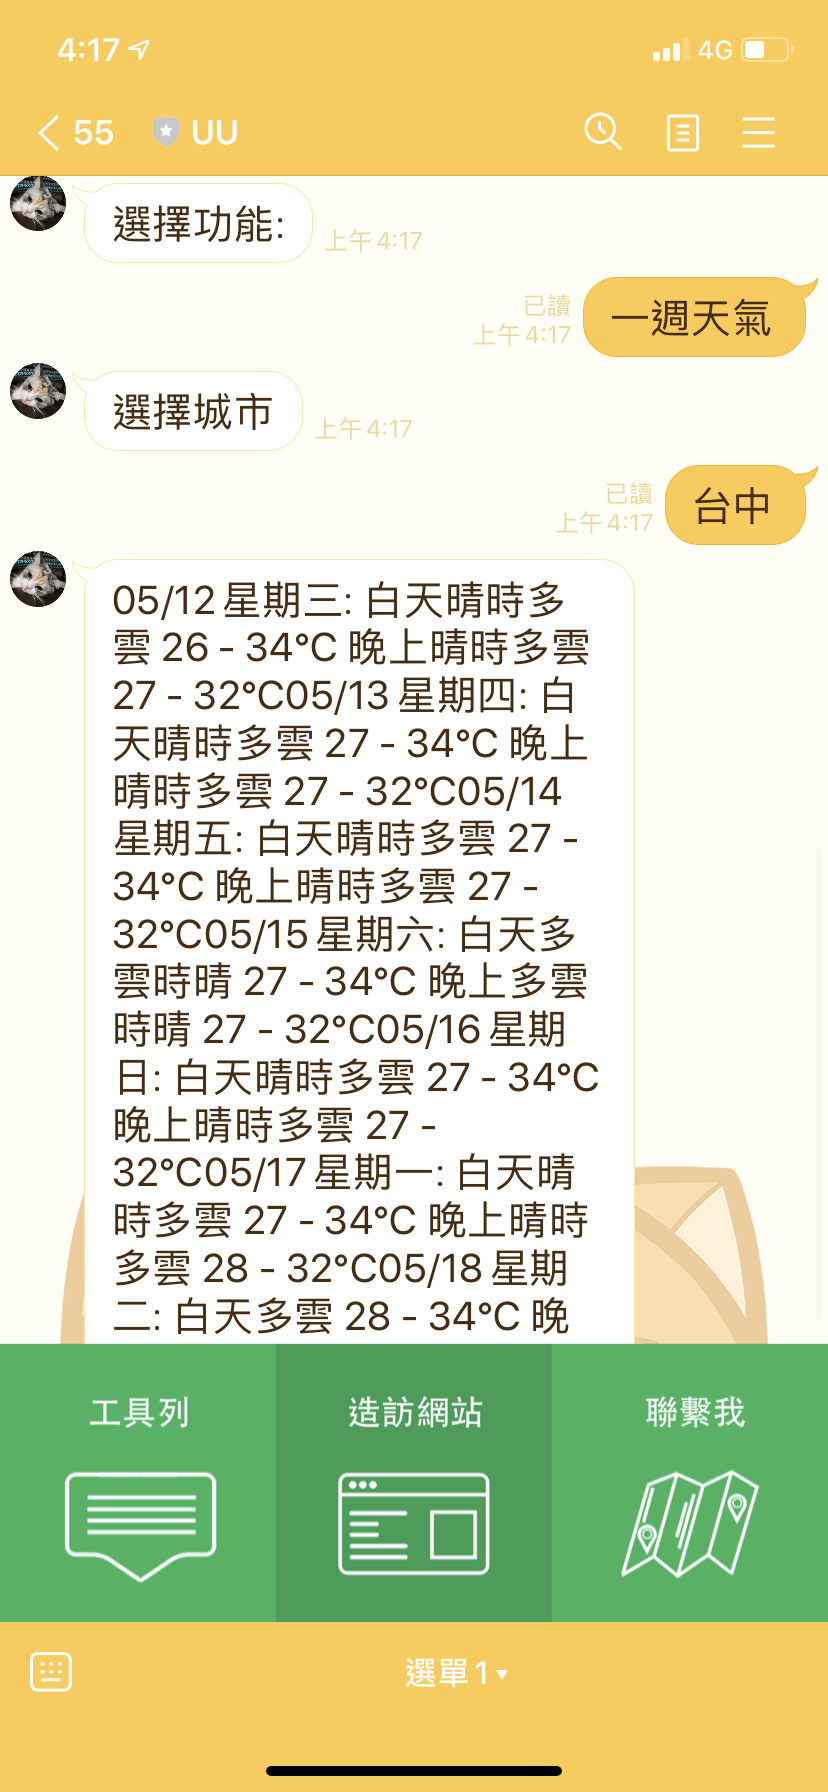 4:17
4G
55
UU
選擇功能:
上午 4:17
已讀
上午 4:17
一週天氣
選擇城市
上午 4:17
已讀
上午 4:17
台中
05/12 星期三: 白天晴時多
雲 26 - 34°C 晚上晴時多雲
27 - 32°C05/13 星期四: 白
天晴時多雲 27 - 34°C 晚上
晴時多雲 27 - 32°C05/14
星期五: 白天晴時多雲 27 -
34°C 晚上晴時多雲 27 -
32°C05/15 星期六: 白天多
雲時晴 27 - 34°C 晚上多雲
時晴 27 - 32°C05/16 星期
日: 白天晴時多雲 27 - 34°C
晚上晴時多雲 27 -
32°C05/17 星期一: 白天晴
時多雲 27 - 34°C 晚上晴時
多雲 28 - 32°C05/18 星期
二: 白天多雲 28 - 34°C 晚
工具列
造訪網站
聯繫我
選單 1